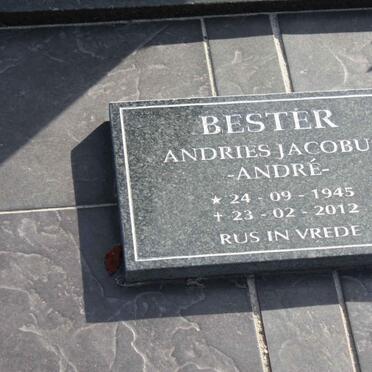 BESTER
ANDRIES JACOBU
-ANDRÉ-
★ 24 - 09 - 1945
✝ 23 - 02 - 2012
RUS IN VREDE